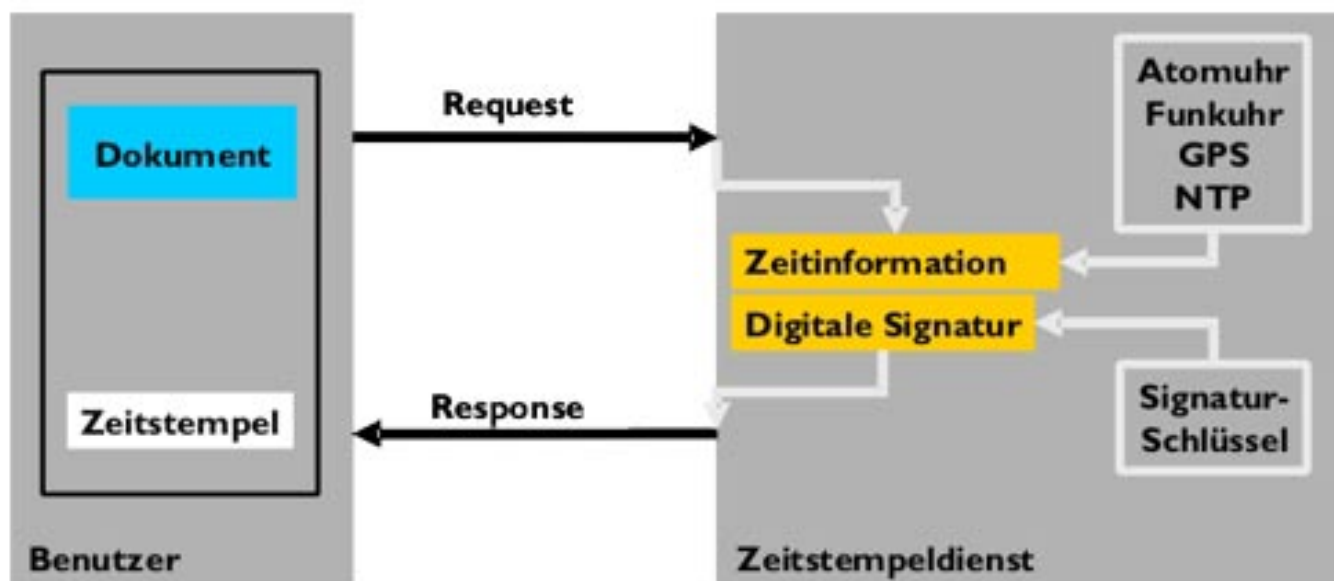 Request
Dokument
Zeitstempel
Response
Benutzer
Atomuhr
Funkuhr
GPS
NTP
Zeitinformation
Digitale Signatur
Signatur-
Schlüssel
Zeitstempeldienst